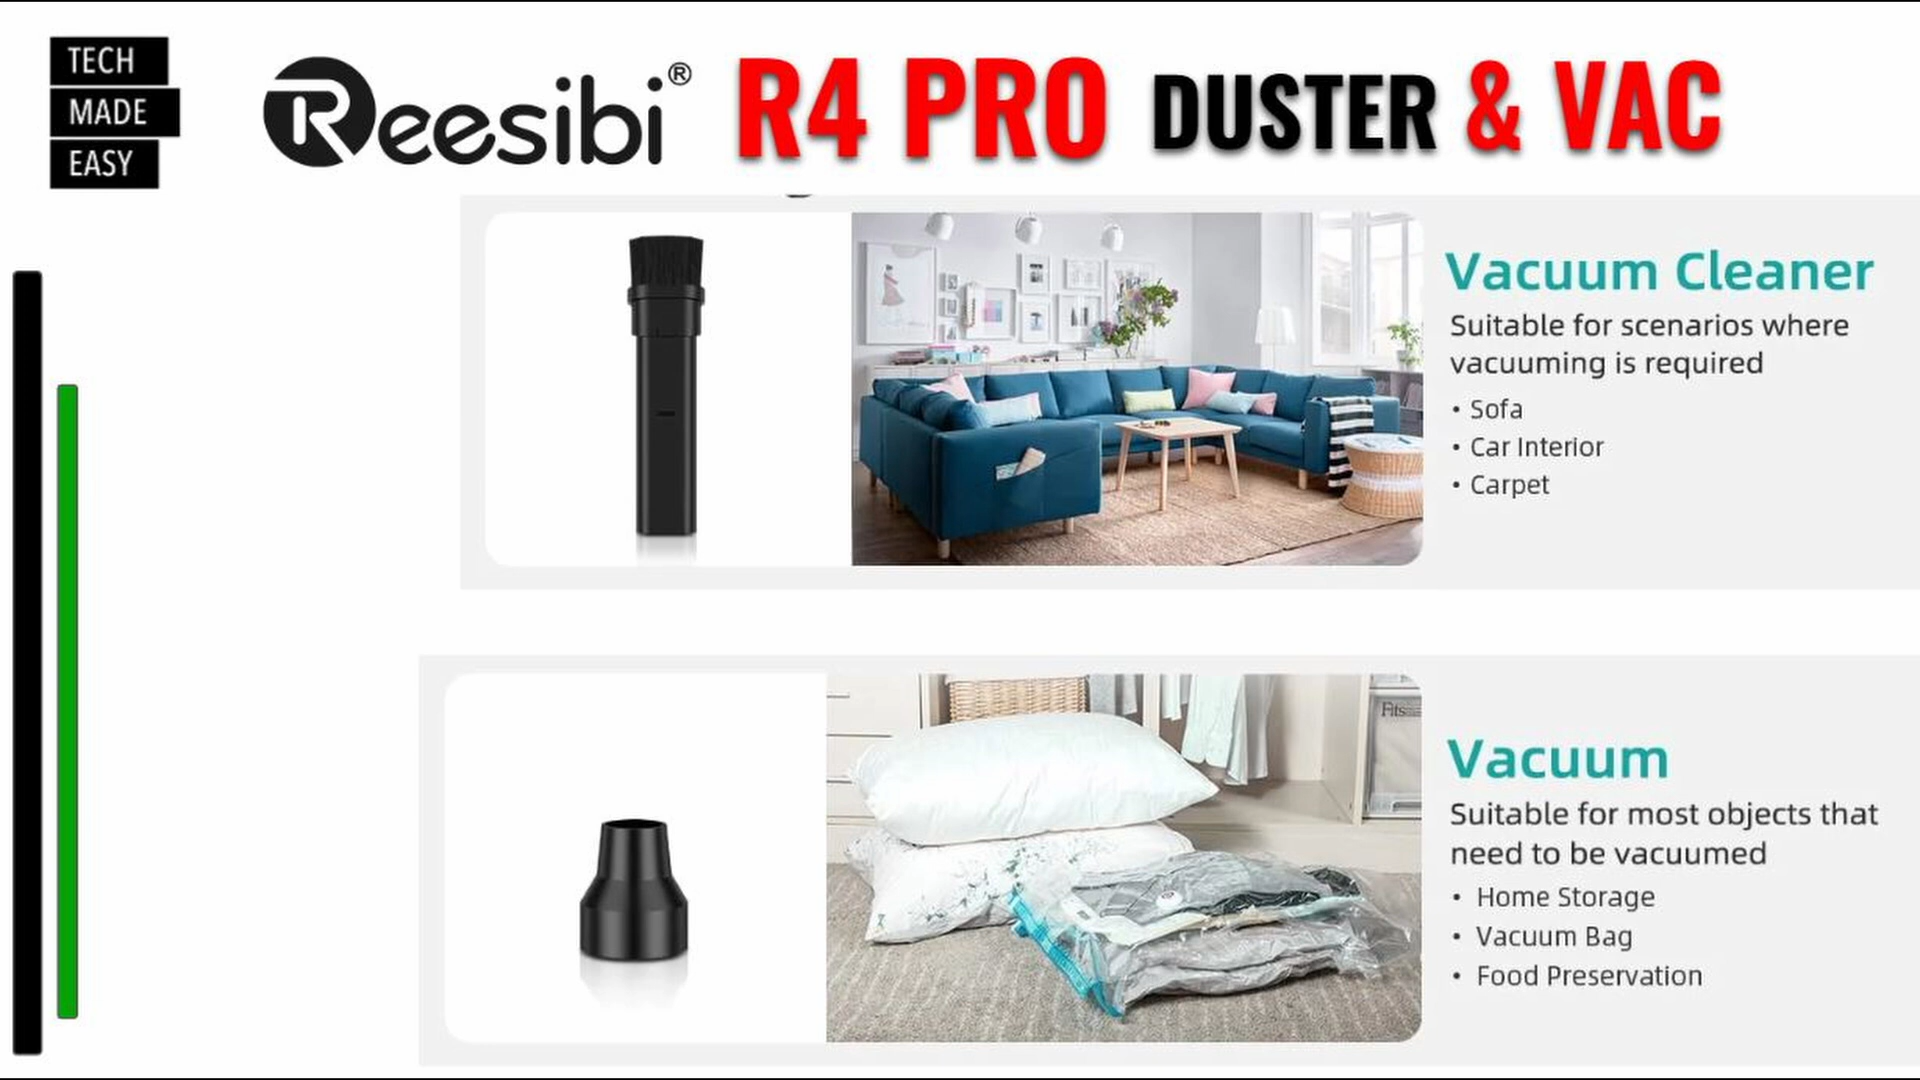 TECH
MADE
EASY
Reesibi® R4 PRO DUSTER & VAC
Vacuum Cleaner
Suitable for scenarios where
vacuuming is required
• Sofa
• Car Interior
• Carpet
Fits
Vacuum
Suitable for most objects that
need to be vacuumed
• Home Storage
• Vacuum Bag
• Food Preservation